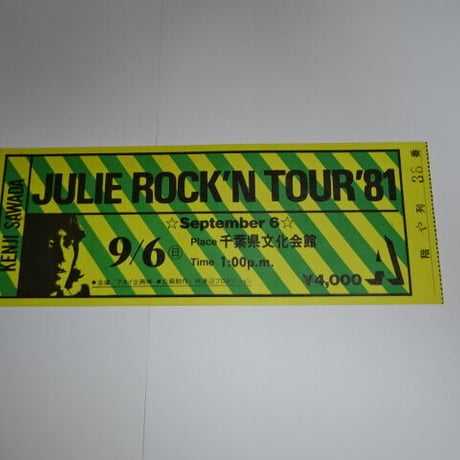 KENJI SAWADA
JULIE ROCK'N TOUR'81
☆September 6☆
9/6(日)
Place 千葉県文化会館
Time 1:00p.m.
¥4,000 A
階 や 列 38 番